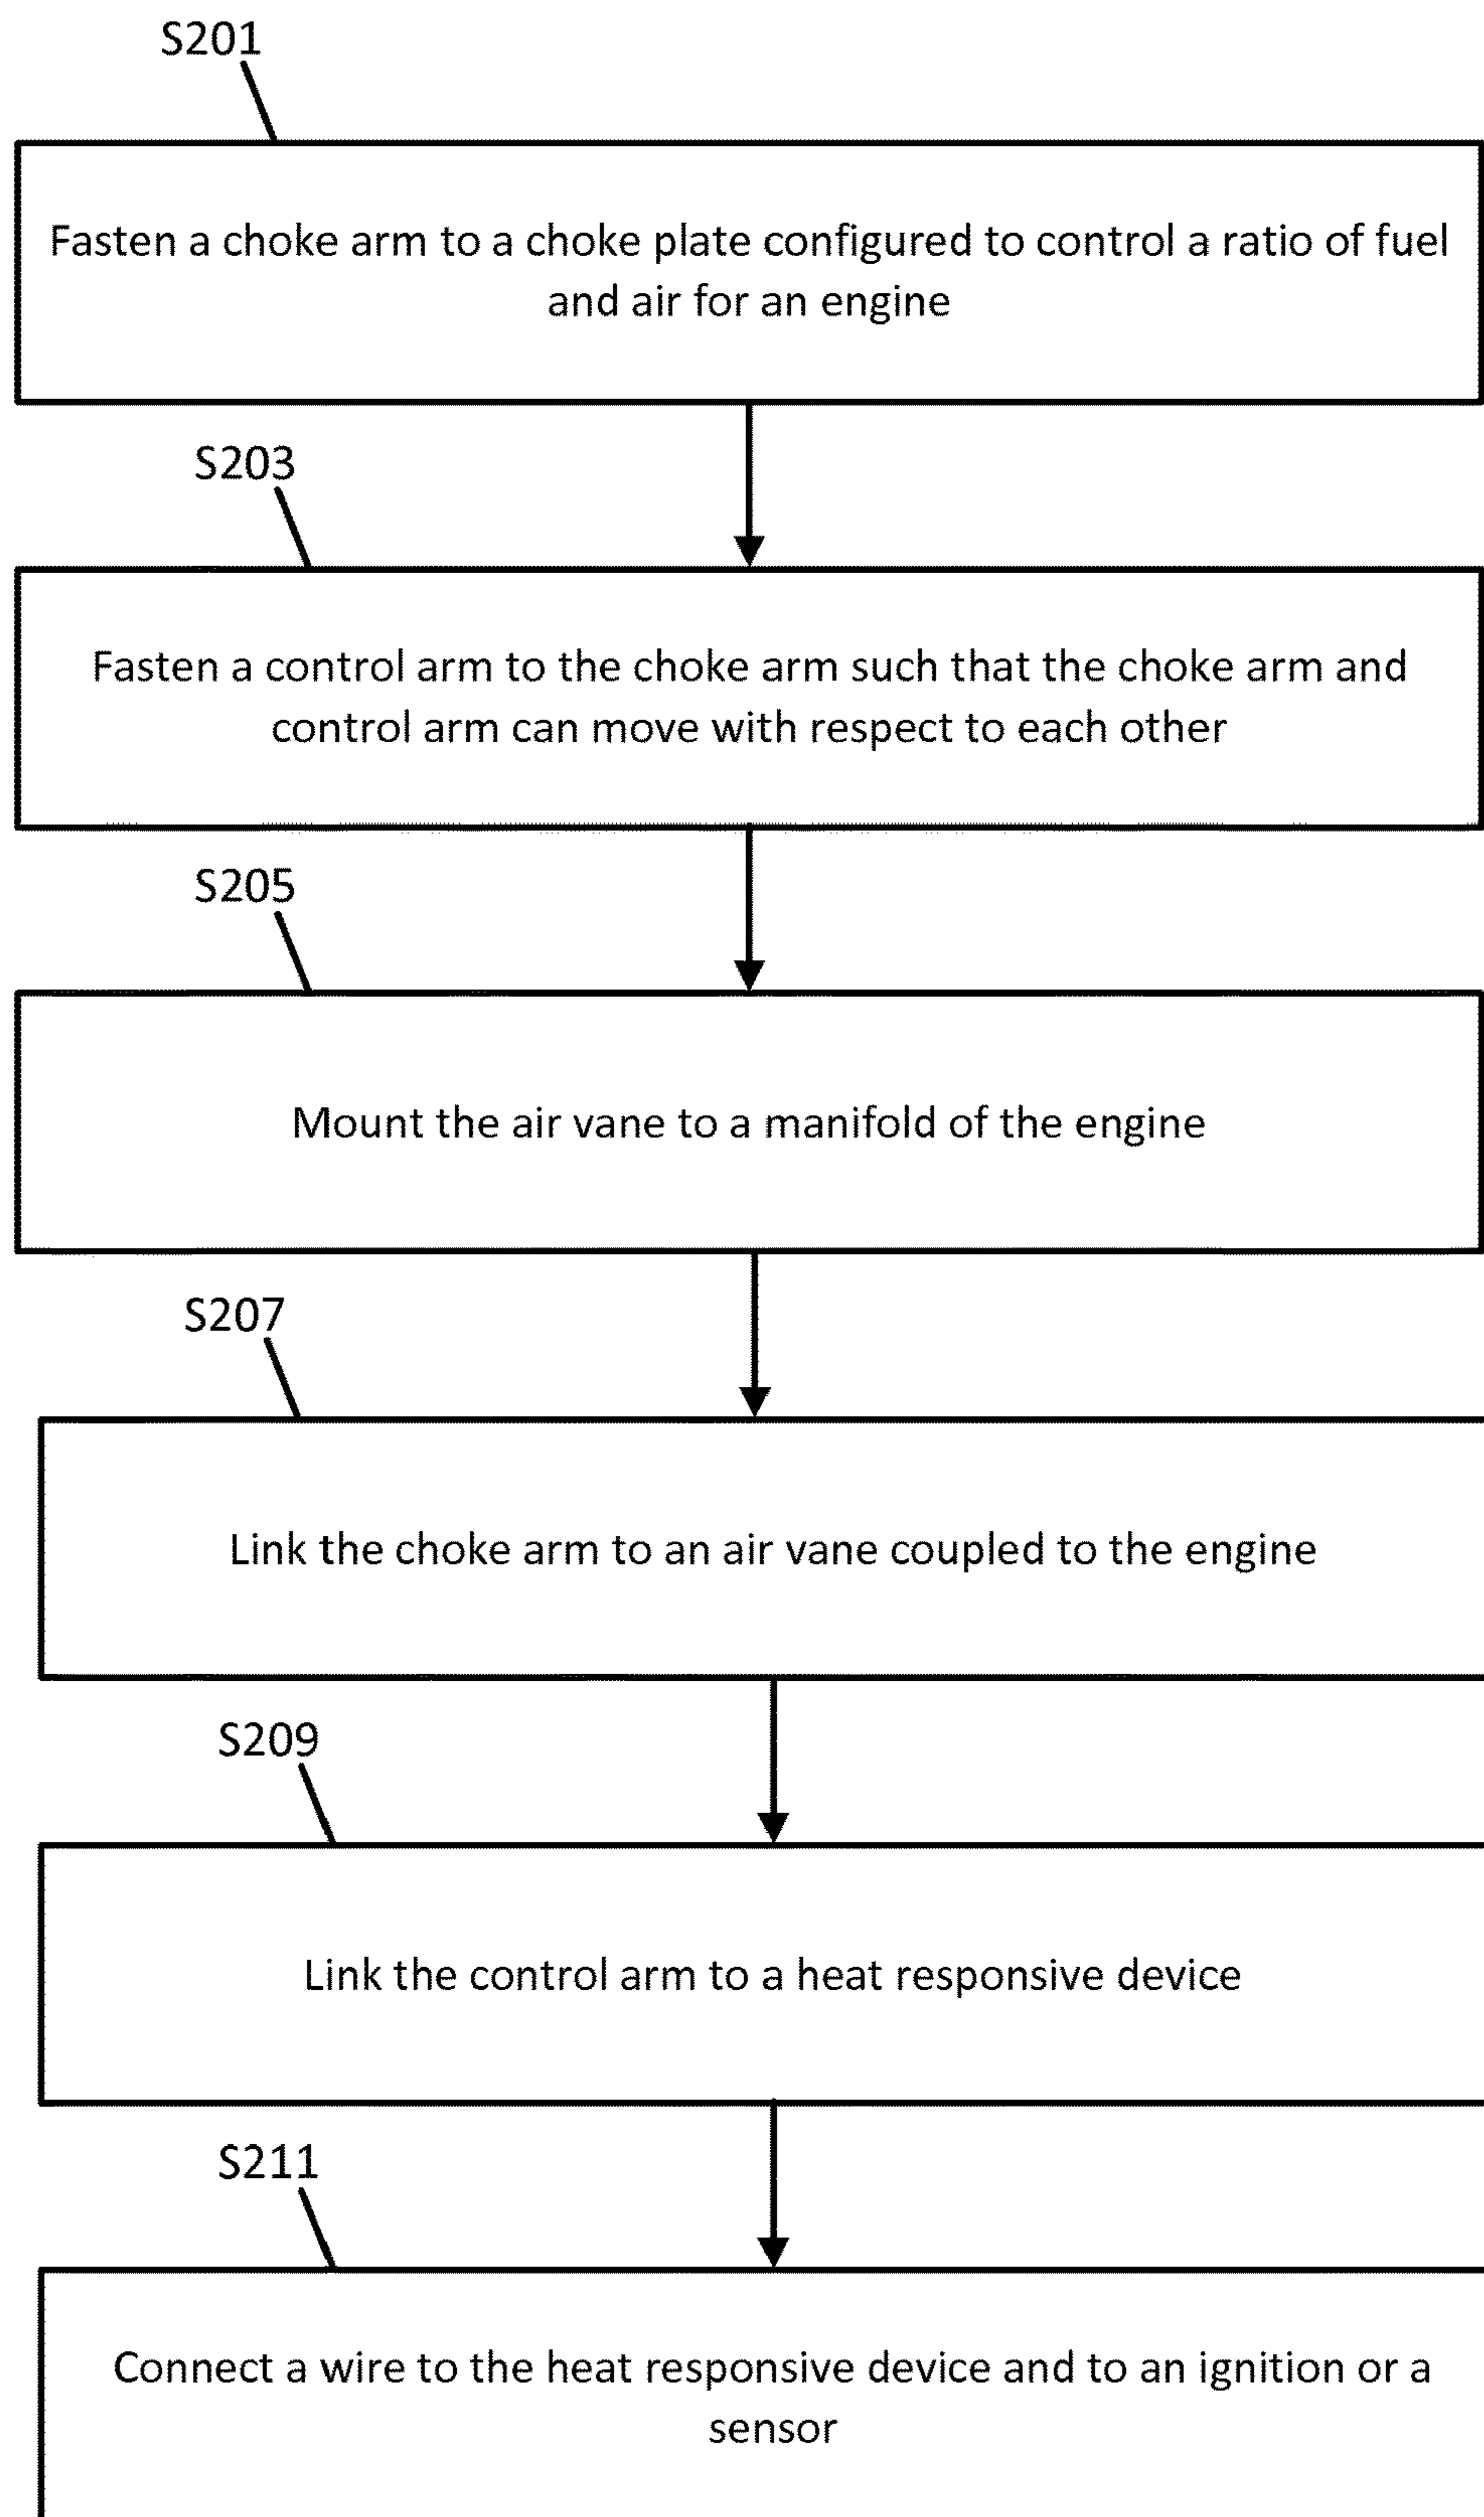 S201
Fasten a choke arm to a choke plate configured to control a ratio of fuel
and air for an engine
S203
Fasten a control arm to the choke arm such that the choke arm and
control arm can move with respect to each other
S205
Mount the air vane to a manifold of the engine
S207
Link the choke arm to an air vane coupled to the engine
S209
Link the control arm to a heat responsive device
S211
Connect a wire to the heat responsive device and to an ignition or a
sensor